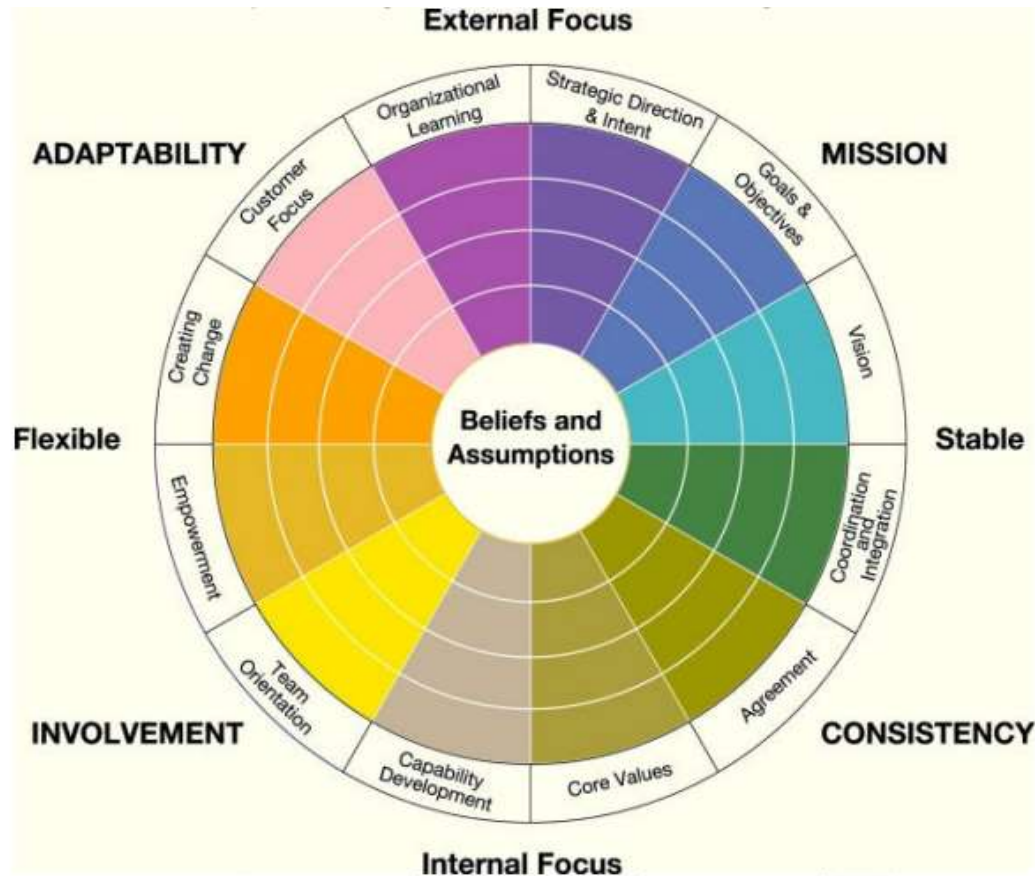 External Focus
ADAPTABILITY
MISSION
Organizational
Learning
Strategic Direction
& Intent
Customer
Focus
Goals &
Objectives
Creating
Change
Vision
Flexible
Beliefs and
Assumptions
Stable
Empowerment
Coordination
and
Integration
Team
Orientation
Agreement
INVOLVEMENT
CONSISTENCY
Capability
Development
Core Values
Internal Focus